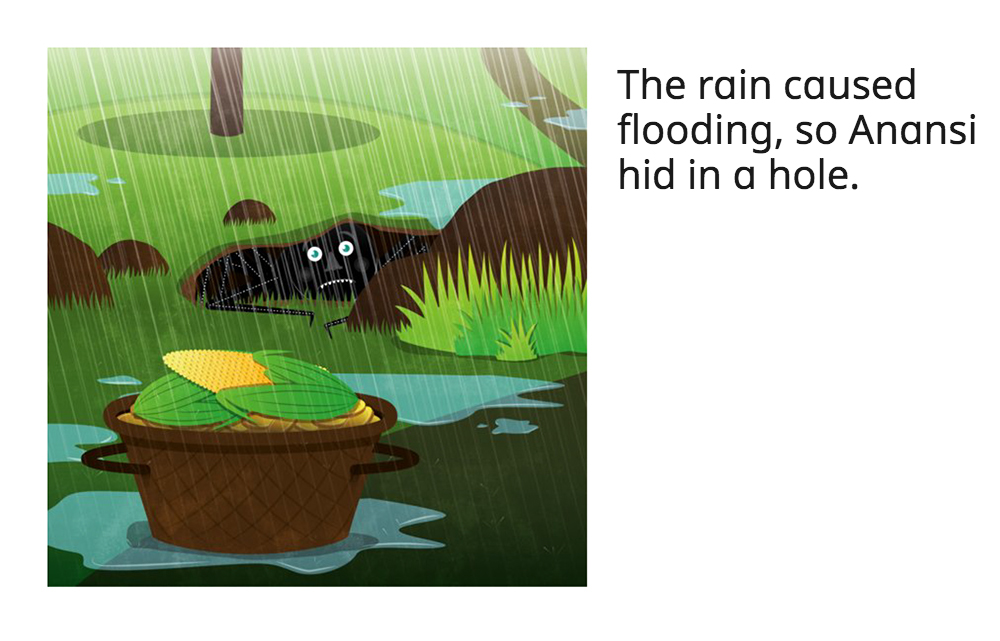 The rain caused
flooding, so Anansi
hid in a hole.